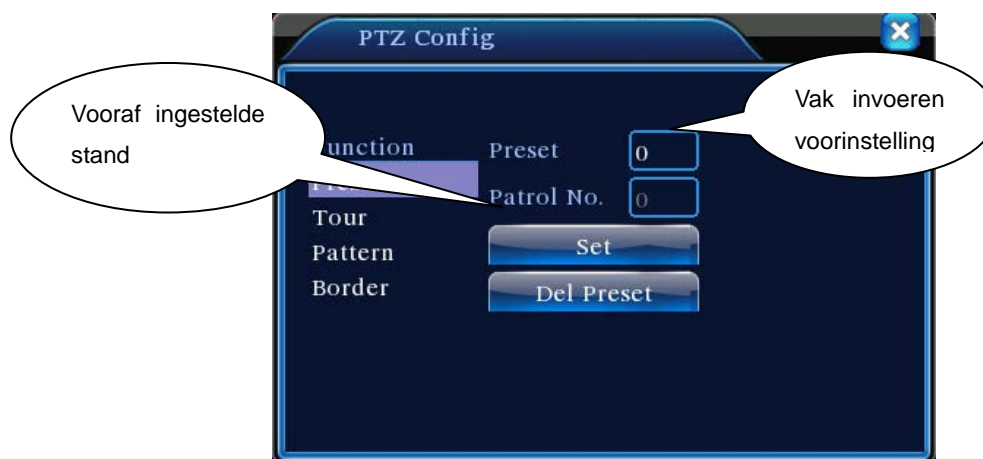 PTZ Config
Vooraf ingestelde
stand
Vak invoeren
voorinstelling
unction
Preset 0
Patrol No. 0
Tour
Pattern
Border
Set
Del Preset